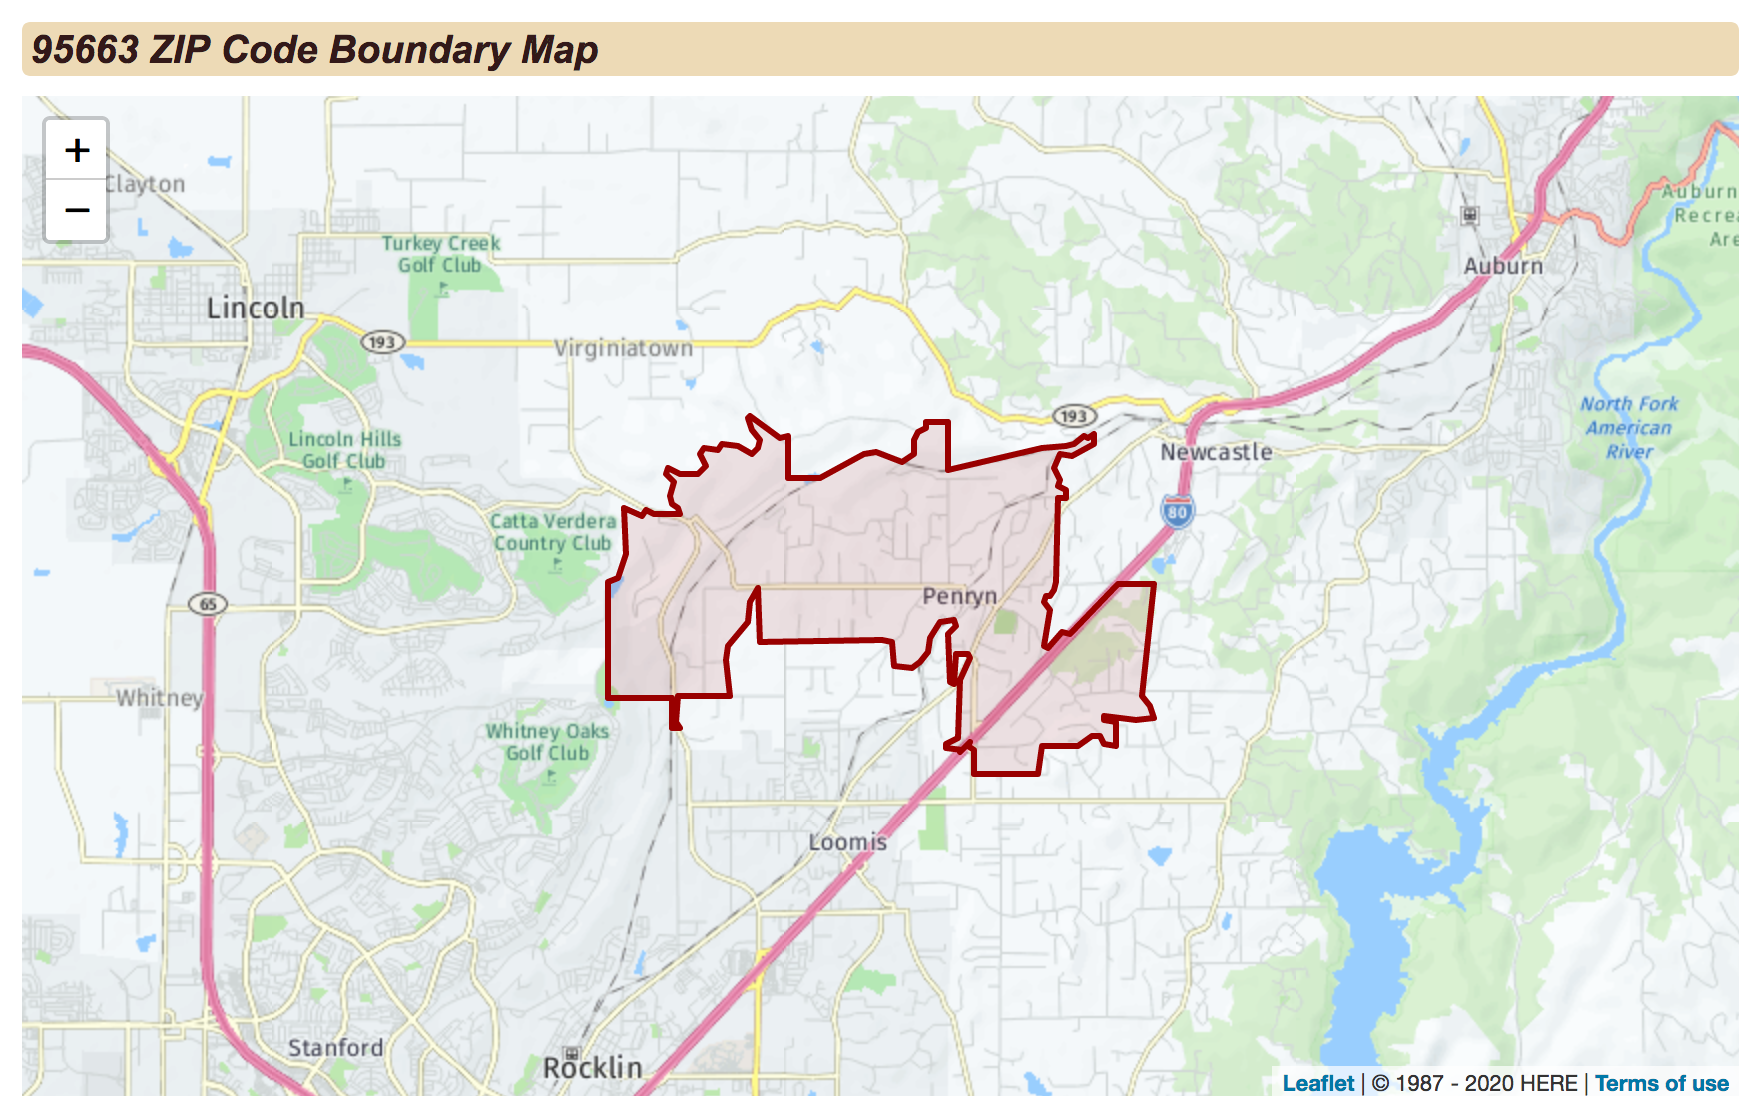 95663 ZIP Code Boundary Map
+
−
Clayton
Turkey Creek
Golf Club
Lincoln
193
Virginiatown
Auburn
Recrea
Are
Auburn
North Fork
American
River
193
Newcastle
Lincoln Hills
Golf Club
80
Catta Verdera
Country Club
65
Penryn
Whitney
Whitney Oaks
Golf Club
Loomis
Stanford
Rocklin
Leaflet | © 1987 - 2020 HERE | Terms of use